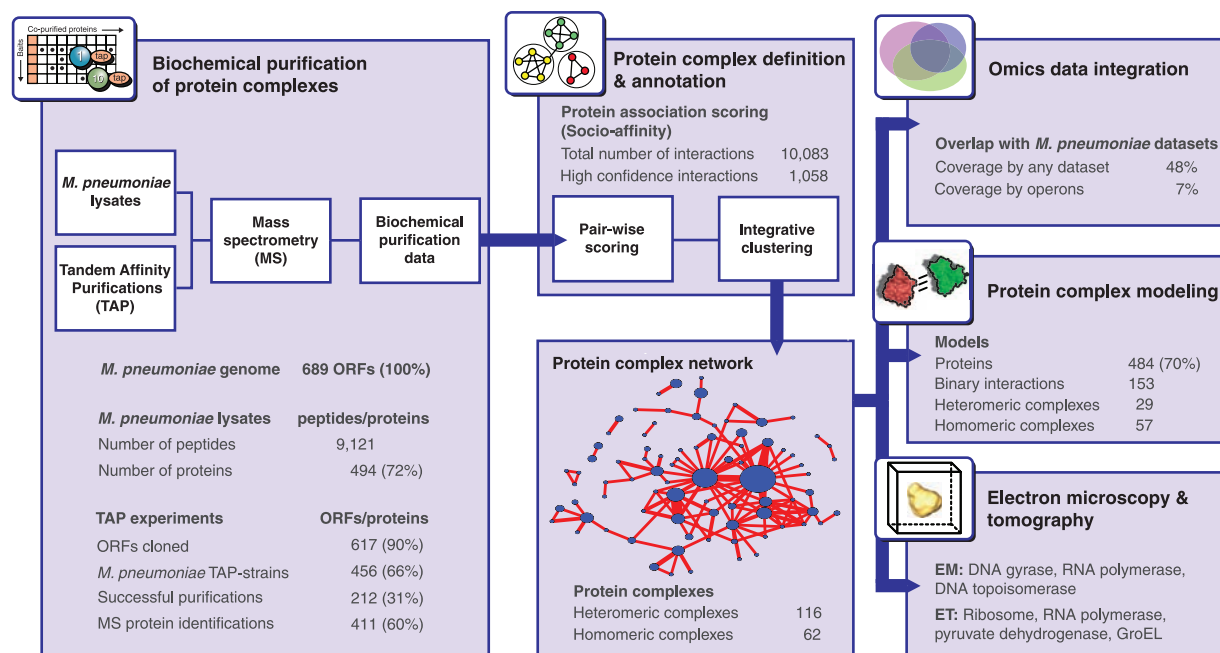 Co-purified proteins
Baits
1
tap
10
tap
Biochemical purification
of protein complexes
M. pneumoniae
lysates
Tandem Affinity
Purifications
(TAP)
Mass
spectrometry
(MS)
Biochemical
purification
data
M. pneumoniae genome 689 ORFs (100%)
M. pneumoniae lysates peptides/proteins
Number of peptides 9,121
Number of proteins 494 (72%)
TAP experiments ORFs/proteins
ORFs cloned 617 (90%)
M. pneumoniae TAP-strains 456 (66%)
Successful purifications 212 (31%)
MS protein identifications 411 (60%)
Protein complex definition
& annotation
Protein association scoring
(Socio-affinity)
Total number of interactions 10,083
High confidence interactions 1,058
Pair-wise
scoring
Integrative
clustering
Protein complex network
Protein complexes
Heteromeric complexes 116
Homomeric complexes 62
Omics data integration
Overlap with M. pneumoniae datasets
Coverage by any dataset 48%
Coverage by operons 7%
Protein complex modeling
Models
Proteins 484 (70%)
Binary interactions 153
Heteromeric complexes 29
Homomeric complexes 57
Electron microscopy &
tomography
EM: DNA gyrase, RNA polymerase,
DNA topoisomerase
ET: Ribosome, RNA polymerase,
pyruvate dehydrogenase, GroEL